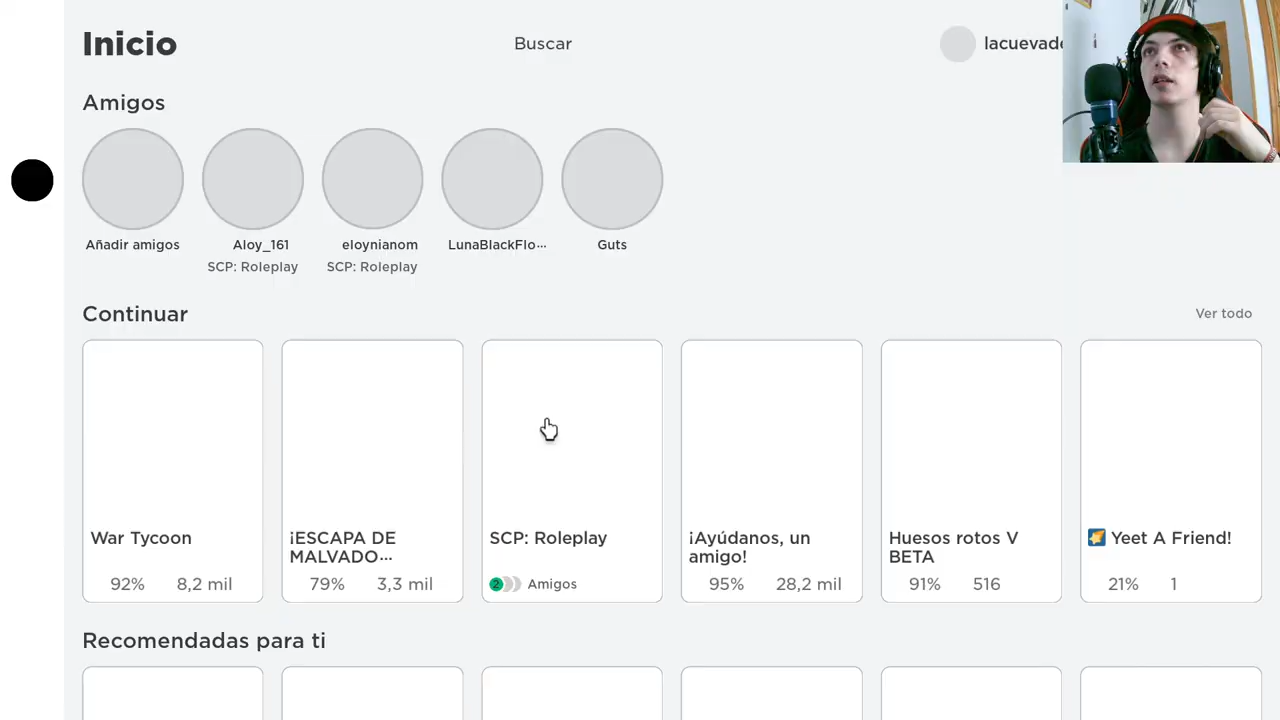 Inicio
Buscar
lacuevade
Amigos
Añadir amigos
Aloy_161
SCP: Roleplay
eloynianom
SCP: Roleplay
LunaBlackFlo...
Guts
Continuar
Ver todo
War Tycoon
92% 8,2 mil
¡ESCAPA DE
MALVADO...
79% 3,3 mil
SCP: Roleplay
2 Amigos
¡Ayúdanos, un
amigo!
95% 28,2 mil
Huesos rotos V
BETA
91% 516
Yeet A Friend!
21% 1
Recomendadas para ti